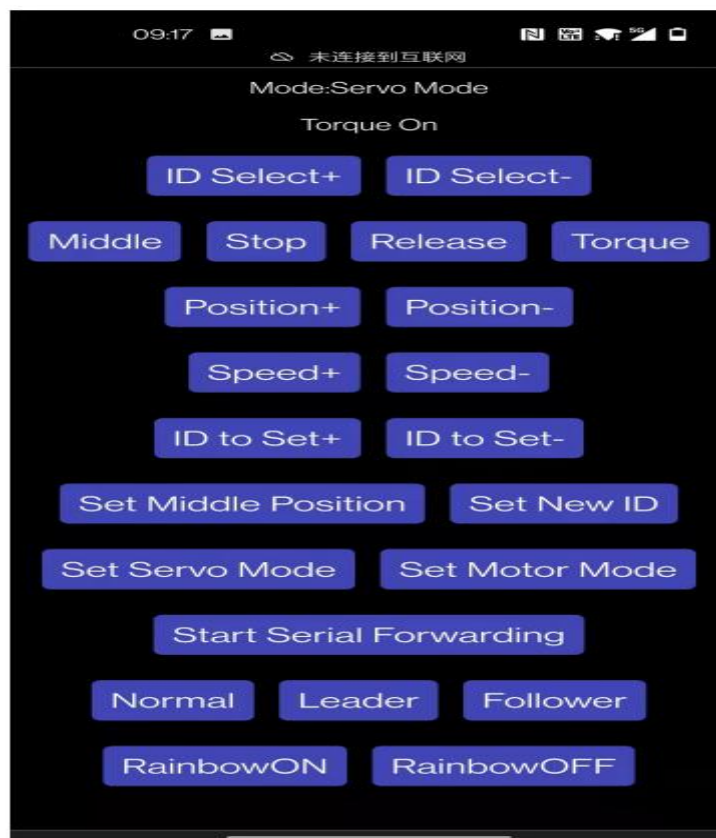 09:17
未连接到互联网
Mode:Servo Mode
Torque On
ID Select+ ID Select-
Middle Stop Release Torque
Position+ Position-
Speed+ Speed-
ID to Set+ ID to Set-
Set Middle Position Set New ID
Set Servo Mode Set Motor Mode
Start Serial Forwarding
Normal Leader Follower
RainbowON RainbowOFF